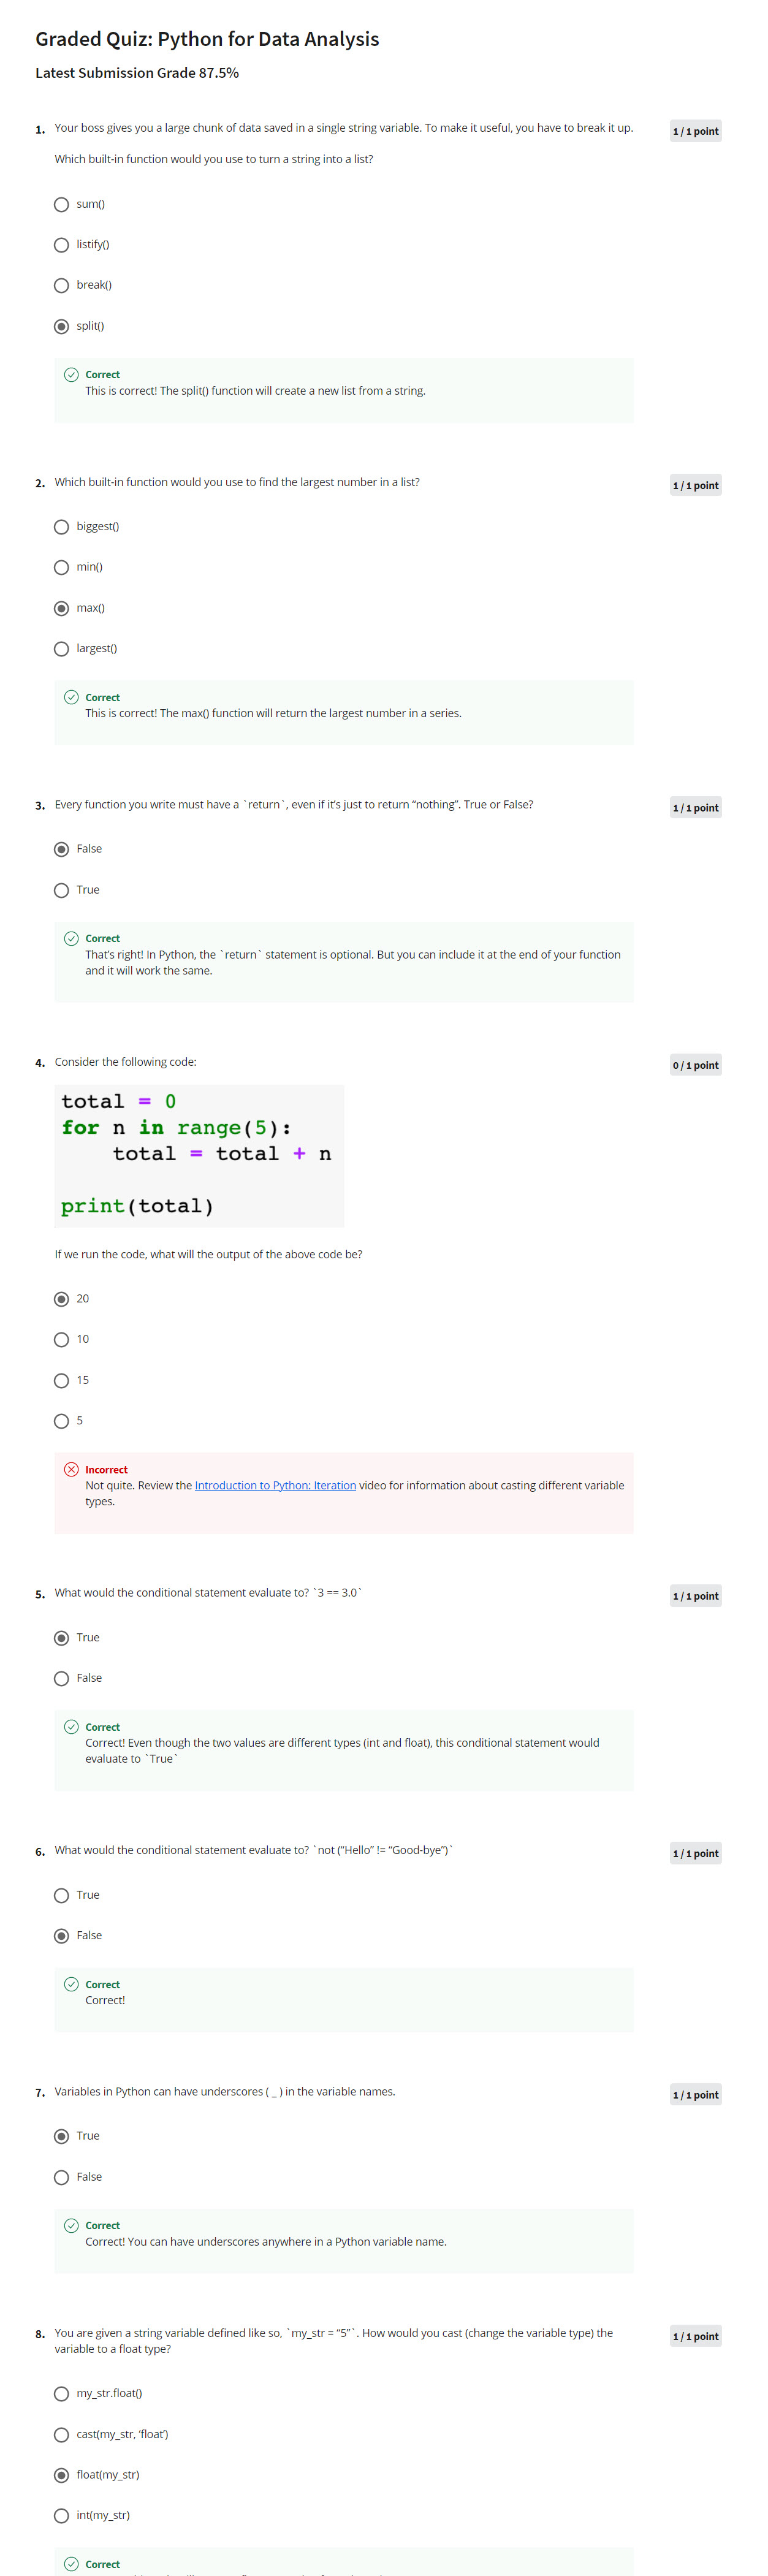 Graded Quiz: Python for Data Analysis
Latest Submission Grade 87.5%
1. Your boss gives you a large chunk of data saved in a single string variable. To make it useful, you have to break it up.
1 / 1 point
Which built-in function would you use to turn a string into a list?
sum()
listify()
break()
split()
Correct
This is correct! The split() function will create a new list from a string.
2. Which built-in function would you use to find the largest number in a list?
1 / 1 point
biggest()
min()
max()
largest()
Correct
This is correct! The max() function will return the largest number in a series.
3. Every function you write must have a `return`, even if it's just to return “nothing”. True or False?
1 / 1 point
False
True
Correct
That's right! In Python, the `return` statement is optional. But you can include it at the end of your function
and it will work the same.
4. Consider the following code:
0 / 1 point
total = 0
for n in range(5):
    total = total + n
print(total)
If we run the code, what will the output of the above code be?
20
10
15
5
Incorrect
Not quite. Review the Introduction to Python: Iteration video for information about casting different variable
types.
5. What would the conditional statement evaluate to? `3 == 3.0`
1 / 1 point
True
False
Correct
Correct! Even though the two values are different types (int and float), this conditional statement would
evaluate to `True`
6. What would the conditional statement evaluate to? `not (“Hello” != “Good-bye”)`
1 / 1 point
True
False
Correct
Correct!
7. Variables in Python can have underscores ( _ ) in the variable names.
1 / 1 point
True
False
Correct
Correct! You can have underscores anywhere in a Python variable name.
8. You are given a string variable defined like so, `my_str = “5”`. How would you cast (change the variable type) the
variable to a float type?
1 / 1 point
my_str.float()
cast(my_str, ‘float’)
float(my_str)
int(my_str)
Correct